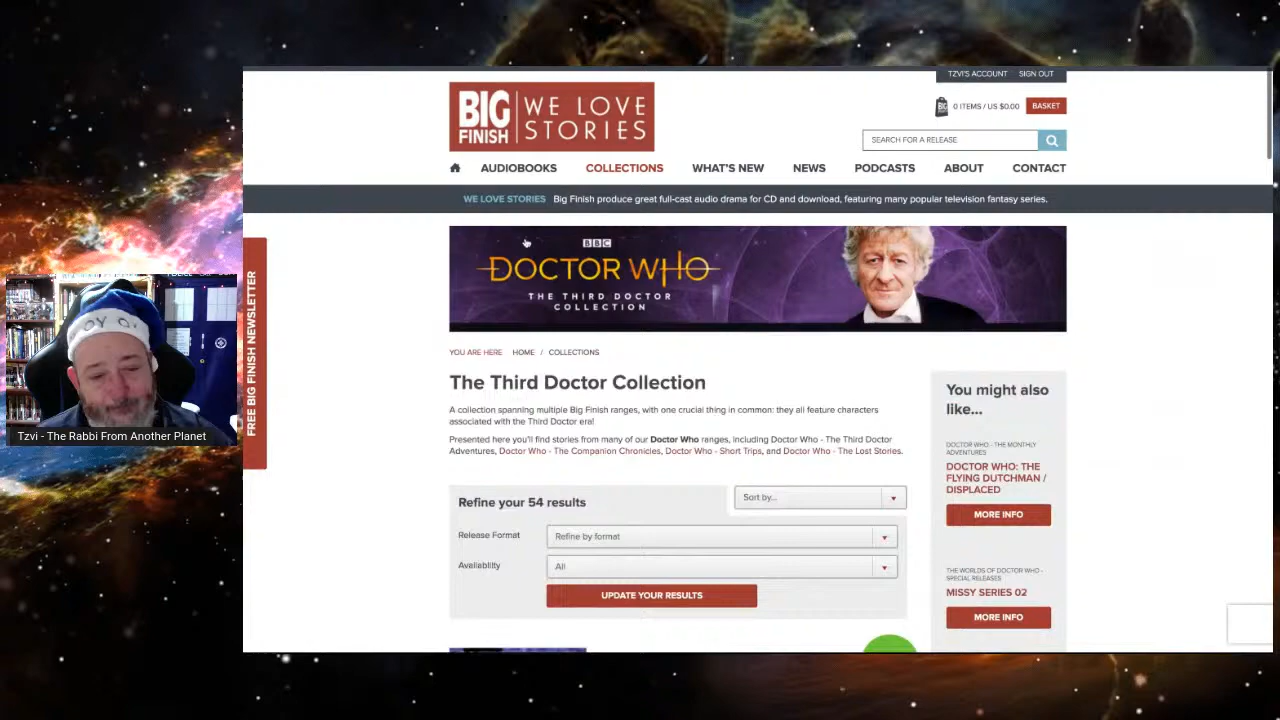 TZVI'S ACCOUNT SIGN OUT
BIG FINISH
WE LOVE STORIES
BIG
0 ITEMS / US $0.00 BASKET
SEARCH FOR A RELEASE
AUDIOBOOKS COLLECTIONS WHAT'S NEW NEWS PODCASTS ABOUT CONTACT
WE LOVE STORIES Big Finish produce great full-cast audio drama for CD and download, featuring many popular television fantasy series.
FREE BIG FINISH NEWSLETTER
BBC
DOCTOR WHO
THE THIRD DOCTOR
COLLECTION
YOU ARE HERE HOME / COLLECTIONS
The Third Doctor Collection
A collection spanning multiple Big Finish ranges, with one crucial thing in common: they all feature characters
associated with the Third Doctor era!
Presented here you'll find stories from many of our Doctor Who ranges, including Doctor Who - The Third Doctor
Adventures, Doctor Who - The Companion Chronicles, Doctor Who - Short Trips, and Doctor Who - The Lost Stories.
Refine your 54 results
Sort by...
Release Format Refine by format
Availability All
UPDATE YOUR RESULTS
You might also
like...
DOCTOR WHO - THE MONTHLY
ADVENTURES
DOCTOR WHO: THE
FLYING DUTCHMAN /
DISPLACED
MORE INFO
THE WORLDS OF DOCTOR WHO -
SPECIAL RELEASES
MISSY SERIES 02
MORE INFO
OY
Tzvi - The Rabbi From Another Planet